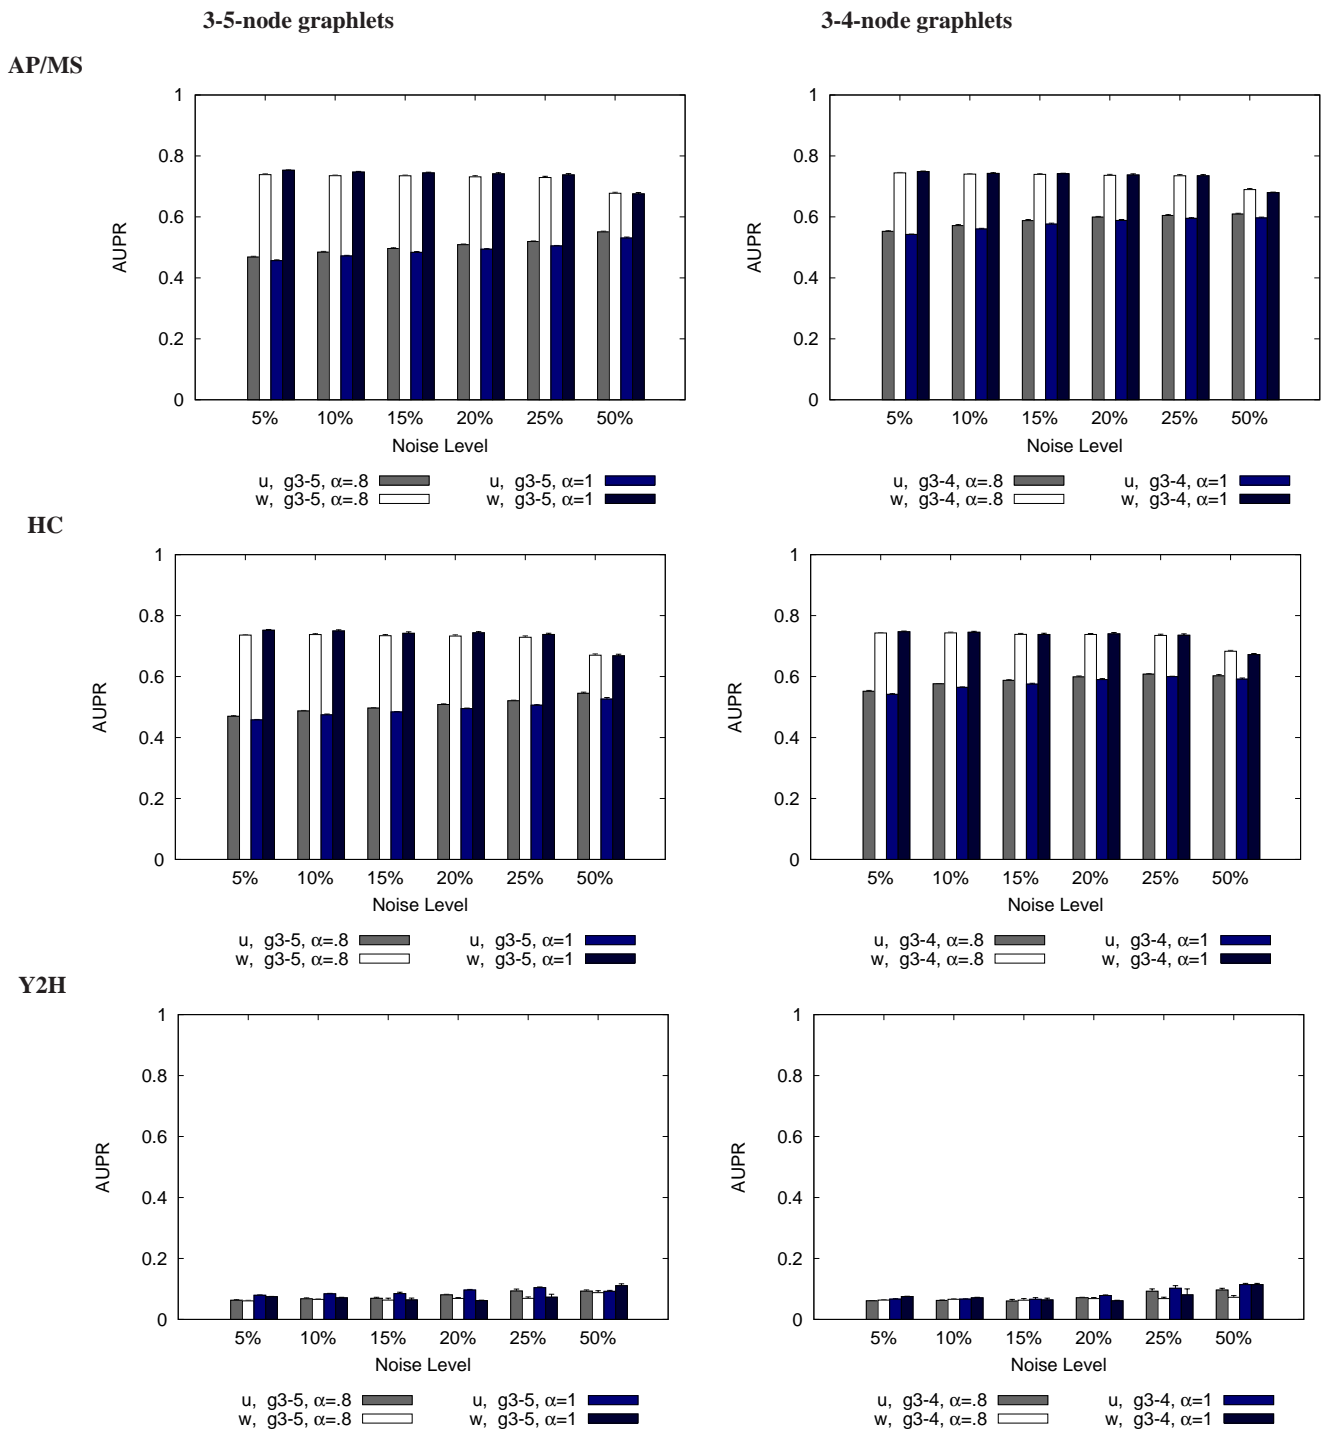 3-5-node graphlets
3-4-node graphlets
AP/MS
1
0.8
0.6
0.4
0.2
0
AUPR
5% 10% 15% 20% 25% 50%
Noise Level
u, g3-5, α=.8
w, g3-5, α=.8
u, g3-5, α=1
w, g3-5, α=1
1
0.8
0.6
0.4
0.2
0
AUPR
5% 10% 15% 20% 25% 50%
Noise Level
u, g3-4, α=.8
w, g3-4, α=.8
u, g3-4, α=1
w, g3-4, α=1
HC
1
0.8
0.6
0.4
0.2
0
AUPR
5% 10% 15% 20% 25% 50%
Noise Level
u, g3-5, α=.8
w, g3-5, α=.8
u, g3-5, α=1
w, g3-5, α=1
1
0.8
0.6
0.4
0.2
0
AUPR
5% 10% 15% 20% 25% 50%
Noise Level
u, g3-4, α=.8
w, g3-4, α=.8
u, g3-4, α=1
w, g3-4, α=1
Y2H
1
0.8
0.6
0.4
0.2
0
AUPR
5% 10% 15% 20% 25% 50%
Noise Level
u, g3-5, α=.8
w, g3-5, α=.8
u, g3-5, α=1
w, g3-5, α=1
1
0.8
0.6
0.4
0.2
0
AUPR
5% 10% 15% 20% 25% 50%
Noise Level
u, g3-4, α=.8
w, g3-4, α=.8
u, g3-4, α=1
w, g3-4, α=1